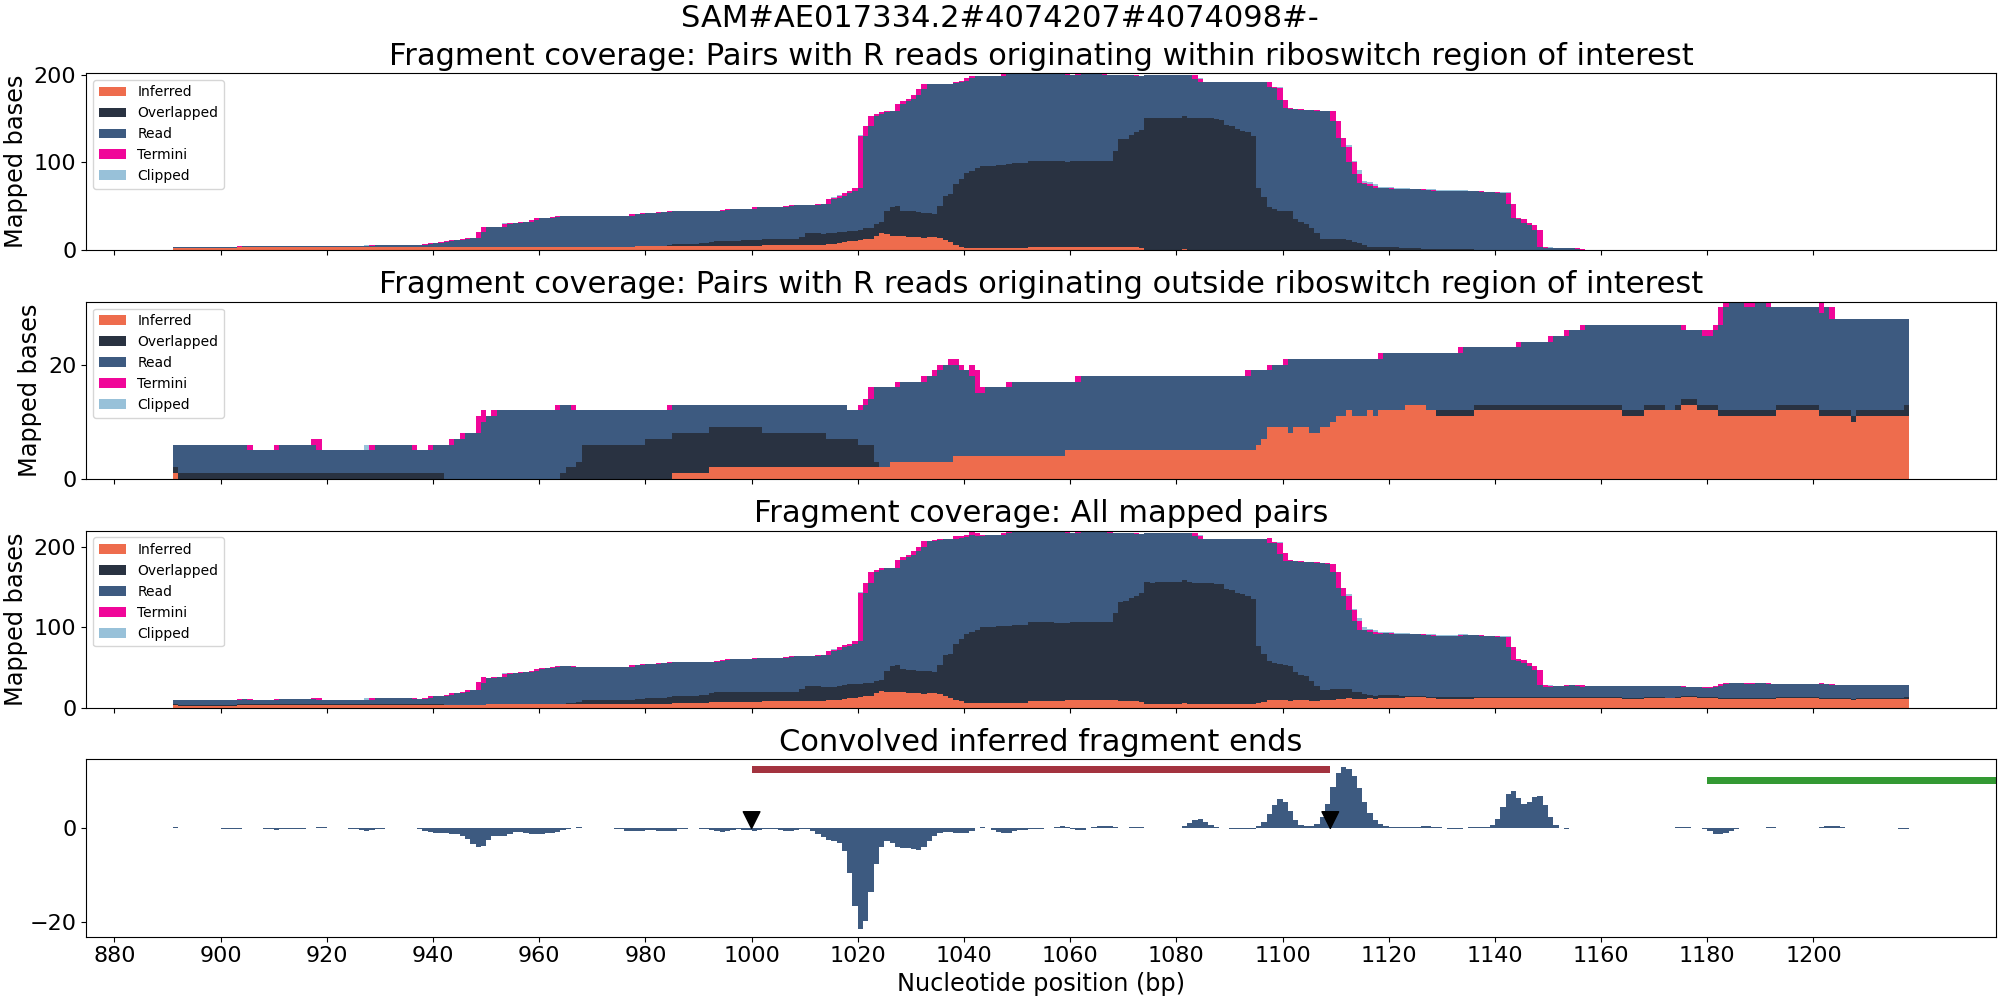 SAM#AE017334.2#4074207#4074098#-
Fragment coverage: Pairs with R reads originating within riboswitch region of interest
Mapped bases
200
100
0
Inferred
Overlapped
Read
Termini
Clipped
Fragment coverage: Pairs with R reads originating outside riboswitch region of interest
Mapped bases
20
0
Inferred
Overlapped
Read
Termini
Clipped
Fragment coverage: All mapped pairs
Mapped bases
200
100
0
Inferred
Overlapped
Read
Termini
Clipped
Convolved inferred fragment ends
0
−20
880 900 920 940 960 980 1000 1020 1040 1060 1080 1100 1120 1140 1160 1180 1200
Nucleotide position (bp)